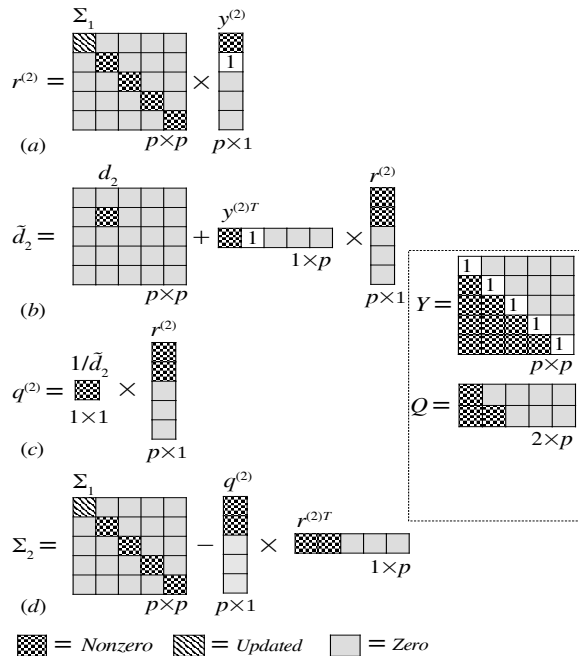 Σ₁ y⁽²⁾
r⁽²⁾ = × 1
p×p p×1
(a)
d₂ r⁽²⁾
y⁽²⁾ᵀ
d̃₂ = + 1 ×
1×p
p×p p×1
(b)
r⁽²⁾
1/d̃₂
q⁽²⁾ = ×
1×1
p×1
(c)
Y = 1 1 1 1 1
p×p
Q =
2×p
Σ₁ q⁽²⁾
r⁽²⁾ᵀ
Σ₂ = − ×
1×p
p×p p×1
(d)
= Nonzero = Updated = Zero